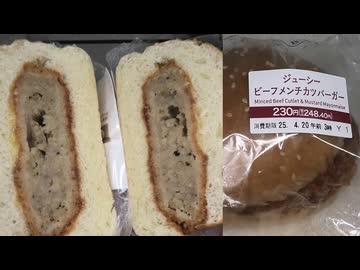 ジューシー
ビーフメンチカツバーガー
Minced Beef Cutlet & Mustard Mayonnaise
230円(税込248.40円)
消費期限 25. 4.20 午前 3時 Y 1